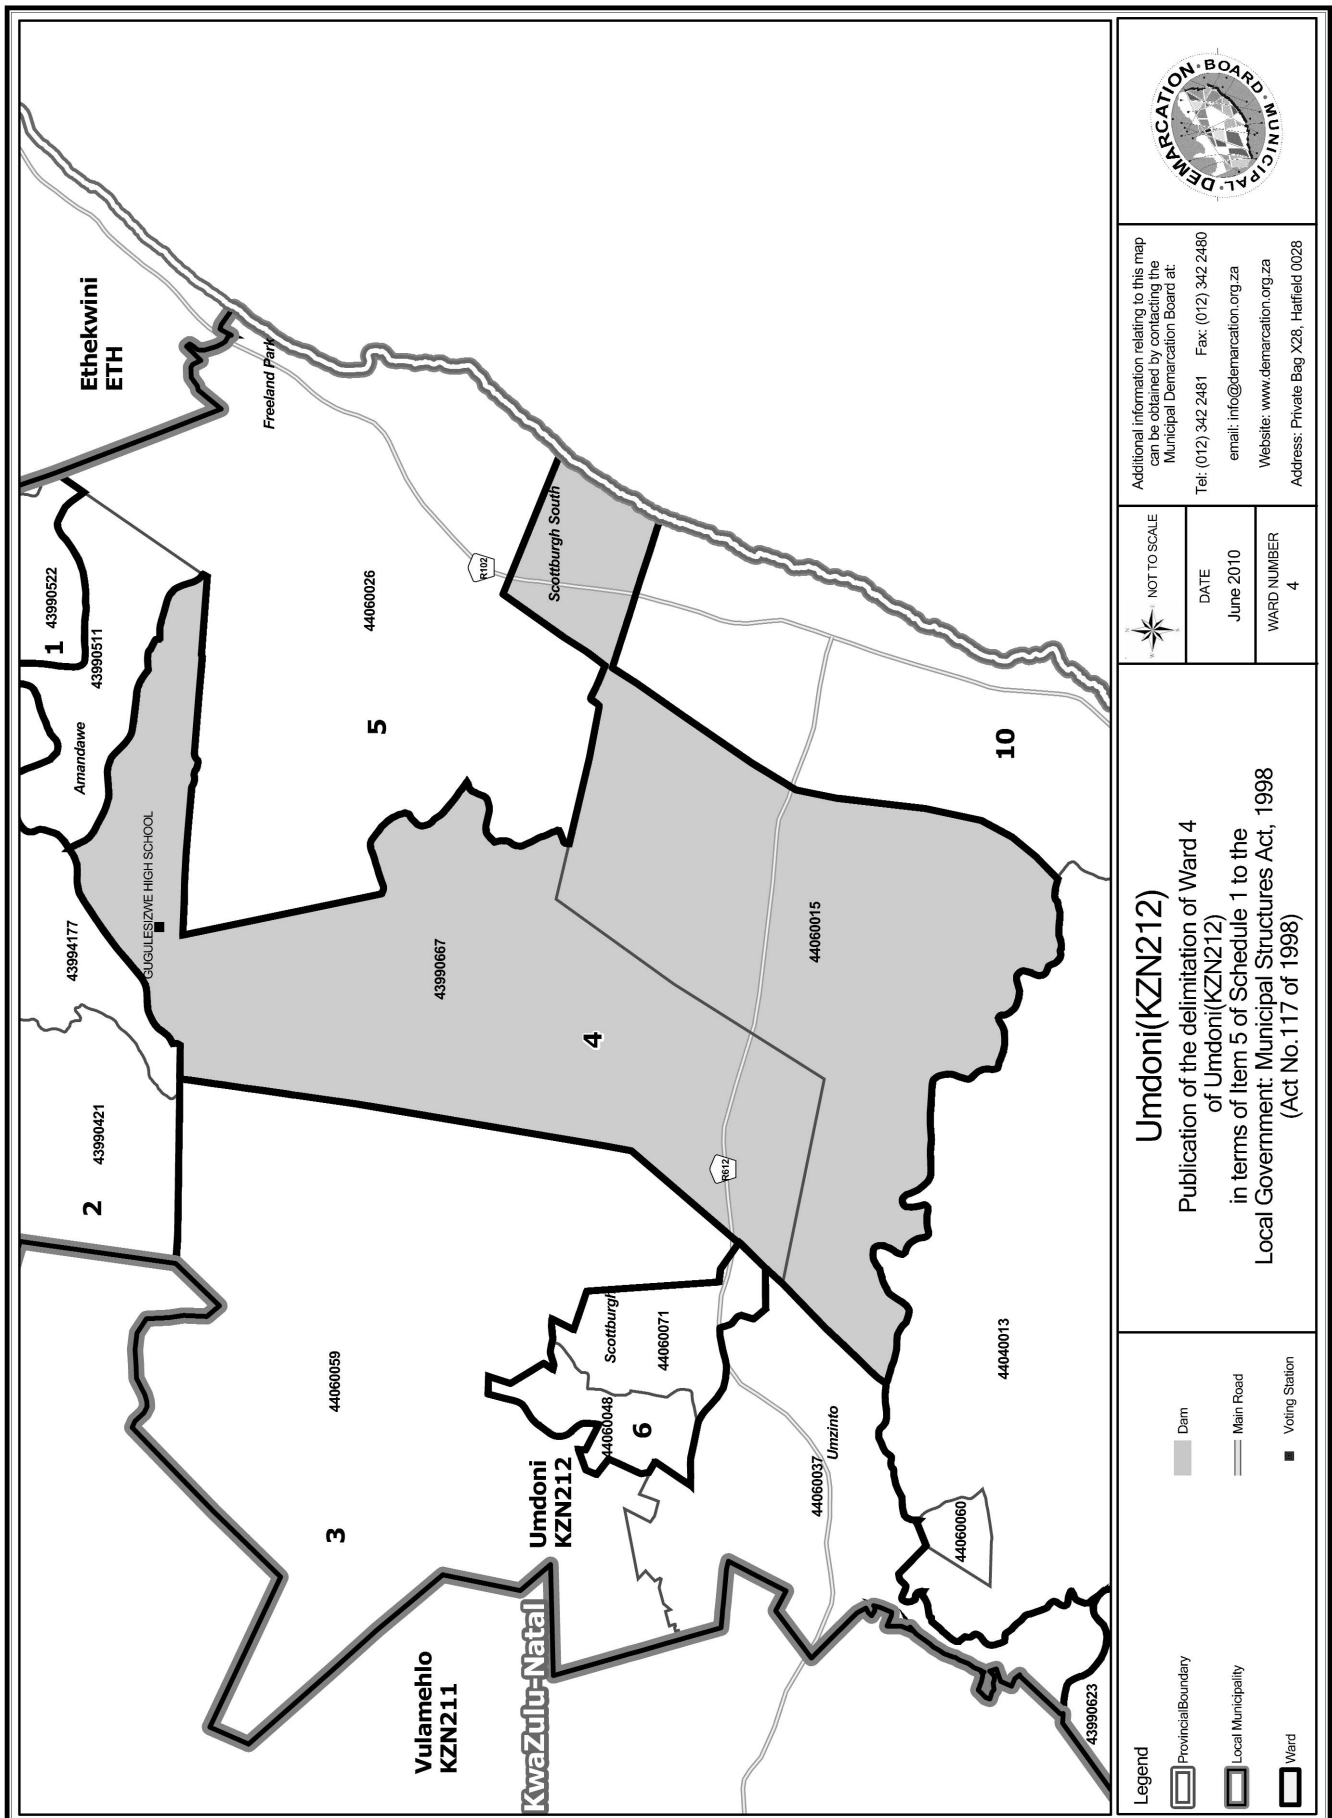 Ethekwini
ETH
Freeland Park
1
43990522
43990511
Amandawe
44060026
R102
Scottburgh South
5
GUGULESIZWE HIGH SCHOOL
43994177
10
43990667
44060015
4
2
43990421
R612
44060059
Scottburgh
44060071
44060048
6
44040013
3
Umdoni
KZN212
44060037
Umzinto
44060060
Vulamehlo
KZN211
KwaZulu-Natal
43990623
Legend
ProvincialBoundary
Local Municipality
Ward
Dam
Main Road
Voting Station
Umdoni(KZN212)
Publication of the delimitation of Ward 4
of Umdoni(KZN212)
in terms of Item 5 of Schedule 1 to the
Local Government: Municipal Structures Act, 1998
(Act No.117 of 1998)
NOT TO SCALE
DATE
June 2010
WARD NUMBER
4
Additional information relating to this map
can be obtained by contacting the
Municipal Demarcation Board at:
Tel: (012) 342 2481 Fax: (012) 342 2480
email: info@demarcation.org.za
Website: www.demarcation.org.za
Address: Private Bag X28, Hatfield 0028
MUNICIPAL · DEMARCATION · BOARD ·